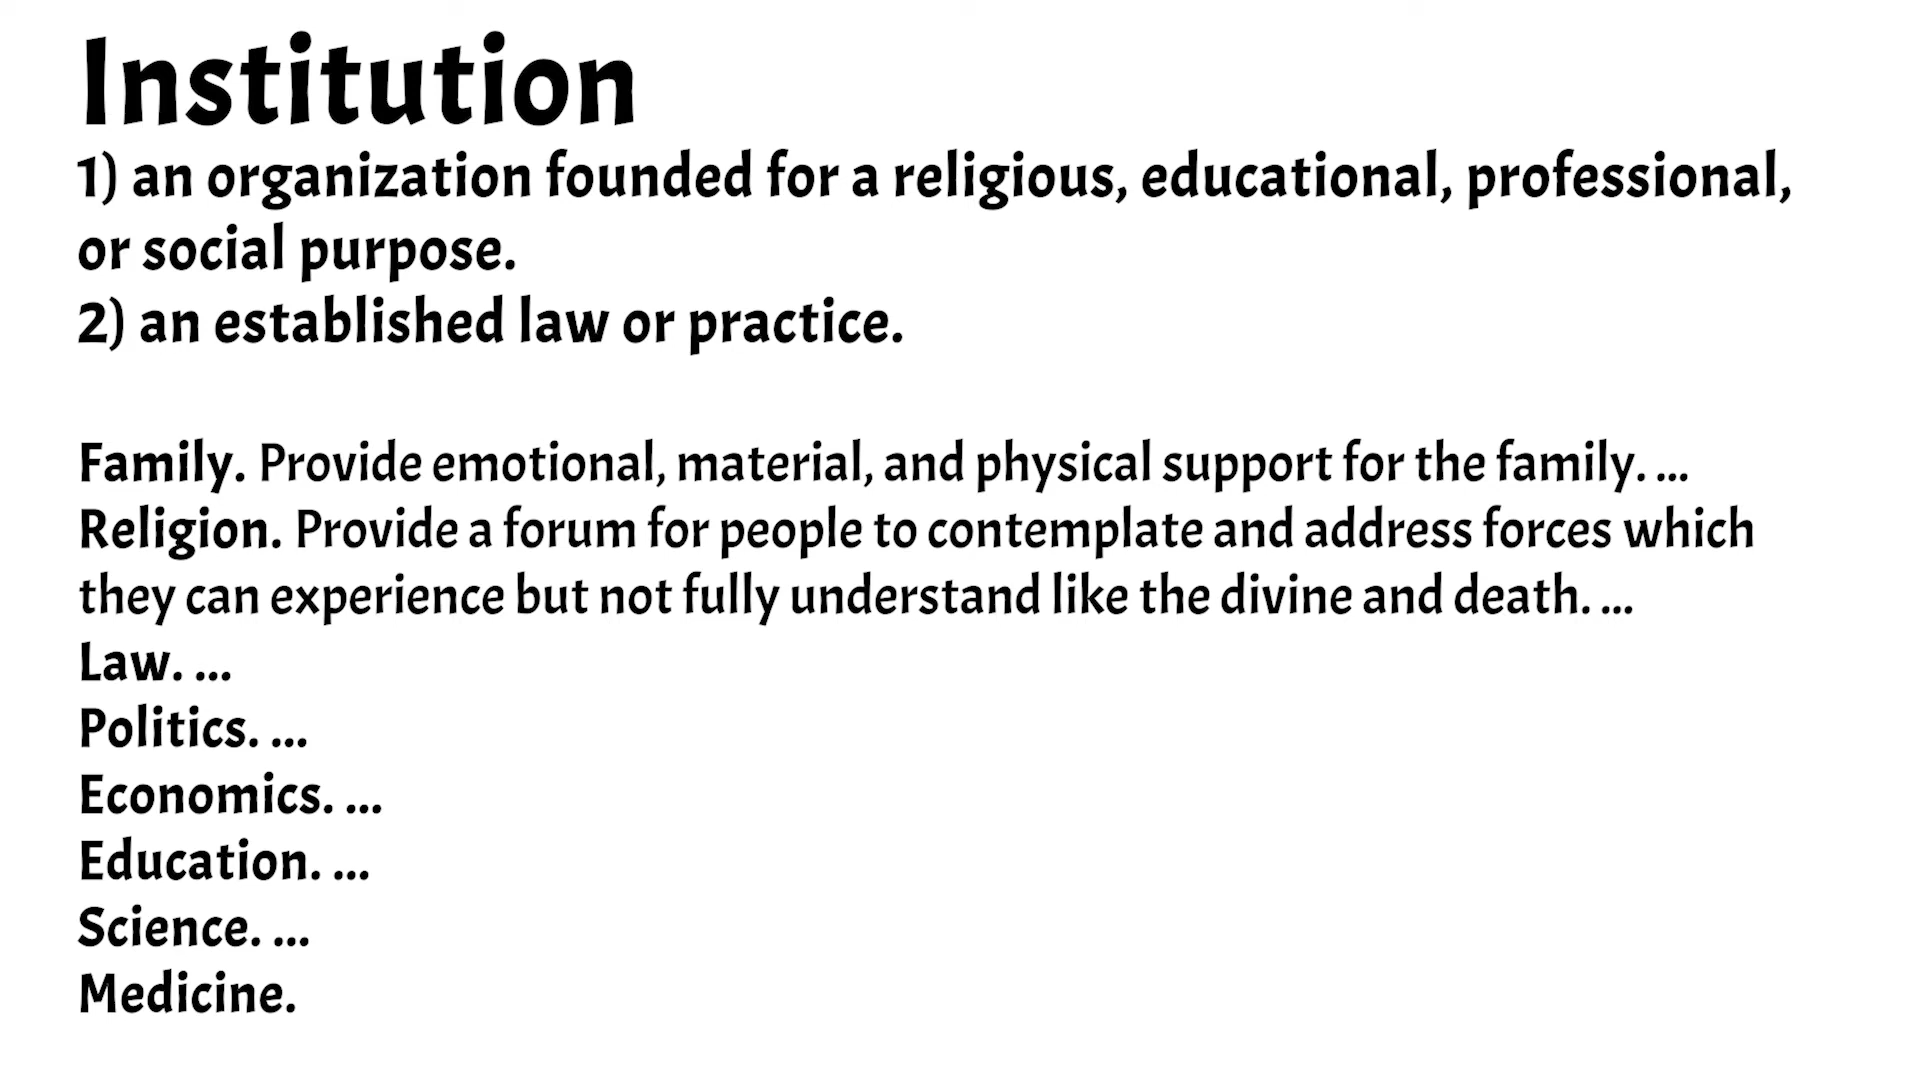 Institution
1) an organization founded for a religious, educational, professional,
or social purpose.
2) an established law or practice.
Family. Provide emotional, material, and physical support for the family. ...
Religion. Provide a forum for people to contemplate and address forces which
they can experience but not fully understand like the divine and death. ...
Law. ...
Politics. ...
Economics. ...
Education. ...
Science. ...
Medicine.